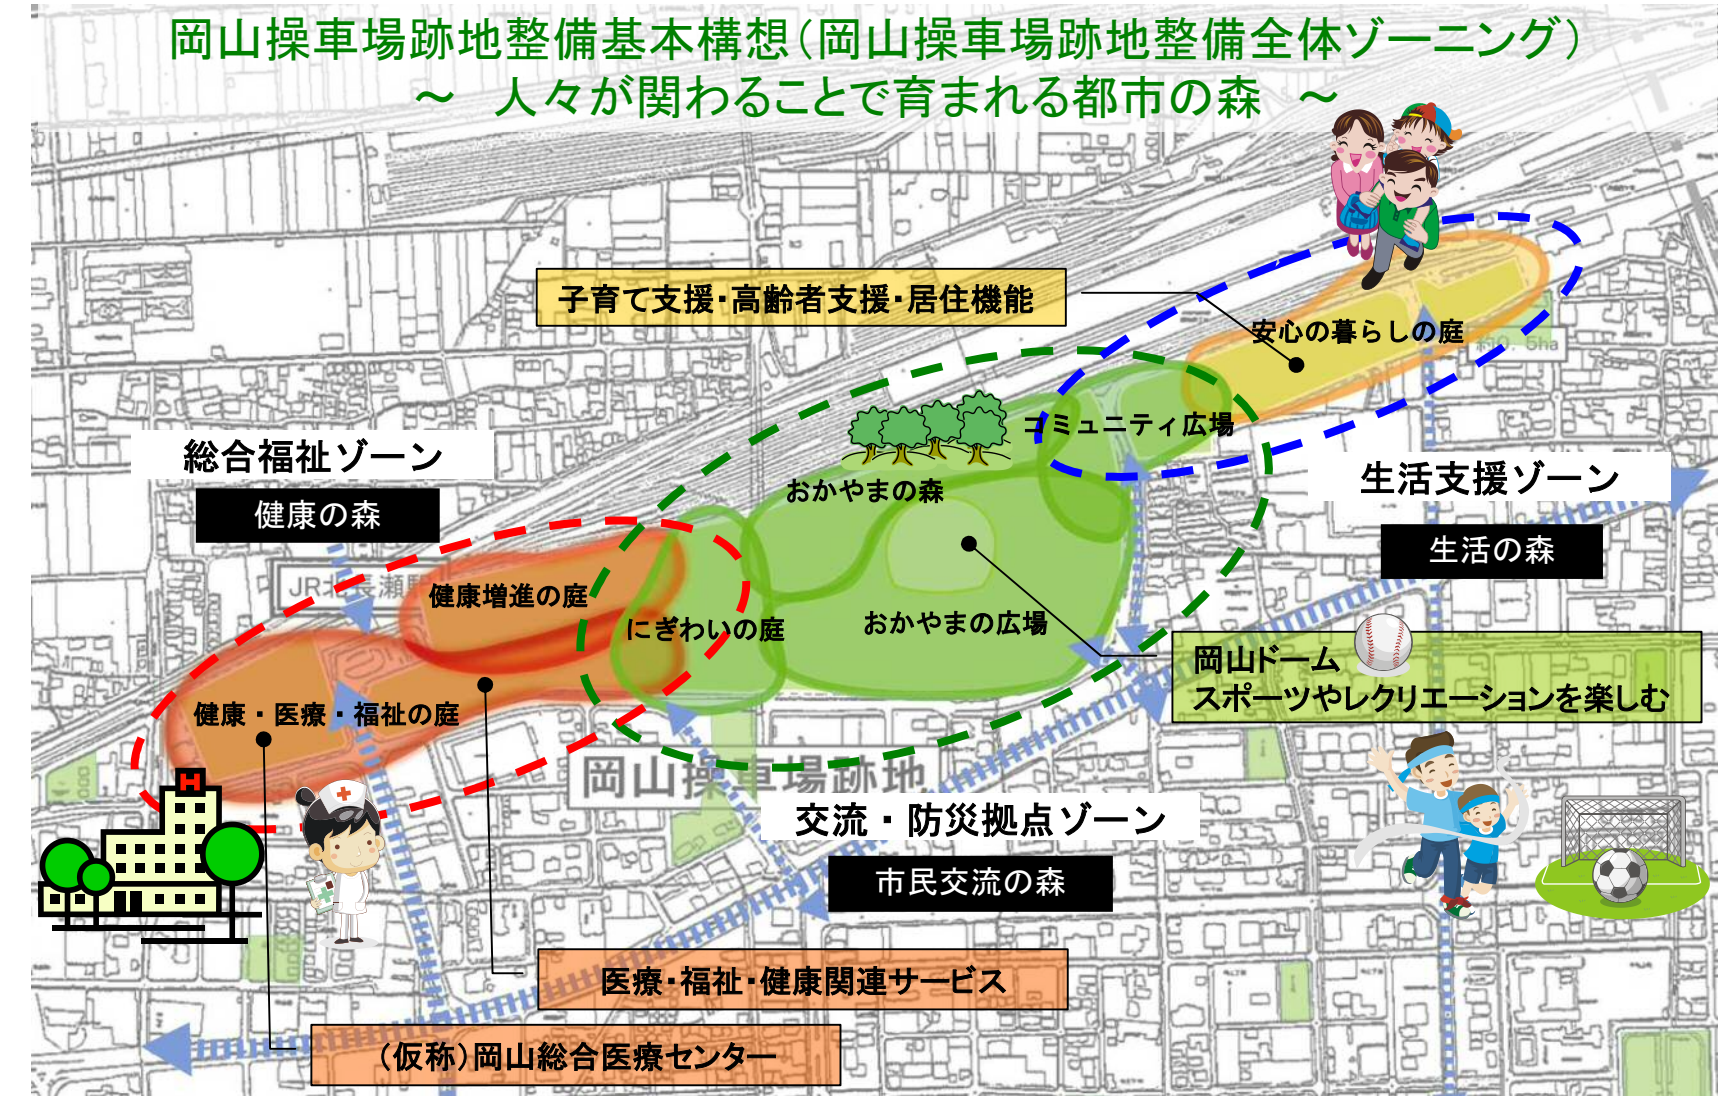 岡山操車場跡地整備基本構想（岡山操車場跡地整備全体ゾーニング）
～　人々が関わることで育まれる都市の森　～
子育て支援・高齢者支援・居住機能
安心の暮らしの庭
約0.6ha
コミュニティ広場
総合福祉ゾーン
健康の森
おかやまの森
生活支援ゾーン
生活の森
JR北長瀬駅
健康増進の庭
にぎわいの庭
おかやまの広場
岡山ドーム
スポーツやレクリエーションを楽しむ
健康・医療・福祉の庭
岡山操車場跡地
交流・防災拠点ゾーン
市民交流の森
H
医療・福祉・健康関連サービス
（仮称）岡山総合医療センター